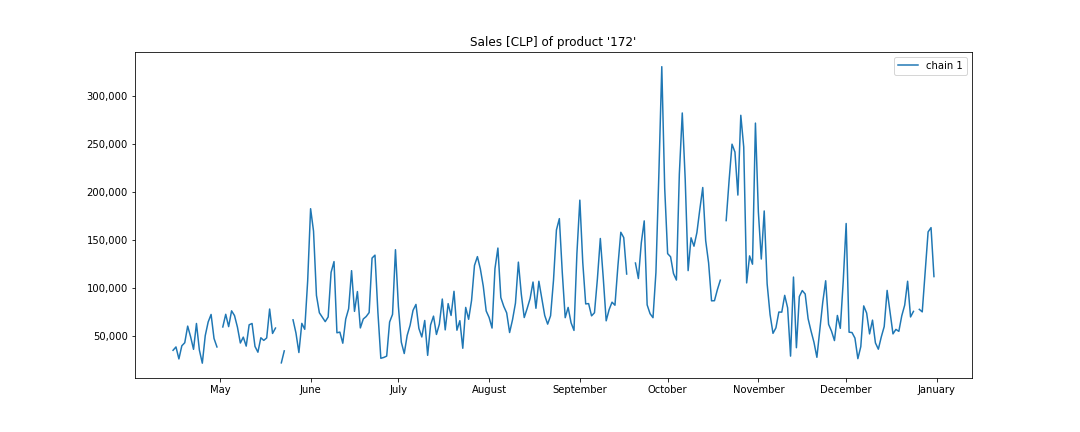 Sales [CLP] of product '172'
chain 1
300,000
250,000
200,000
150,000
100,000
50,000
May June July August September October November December January